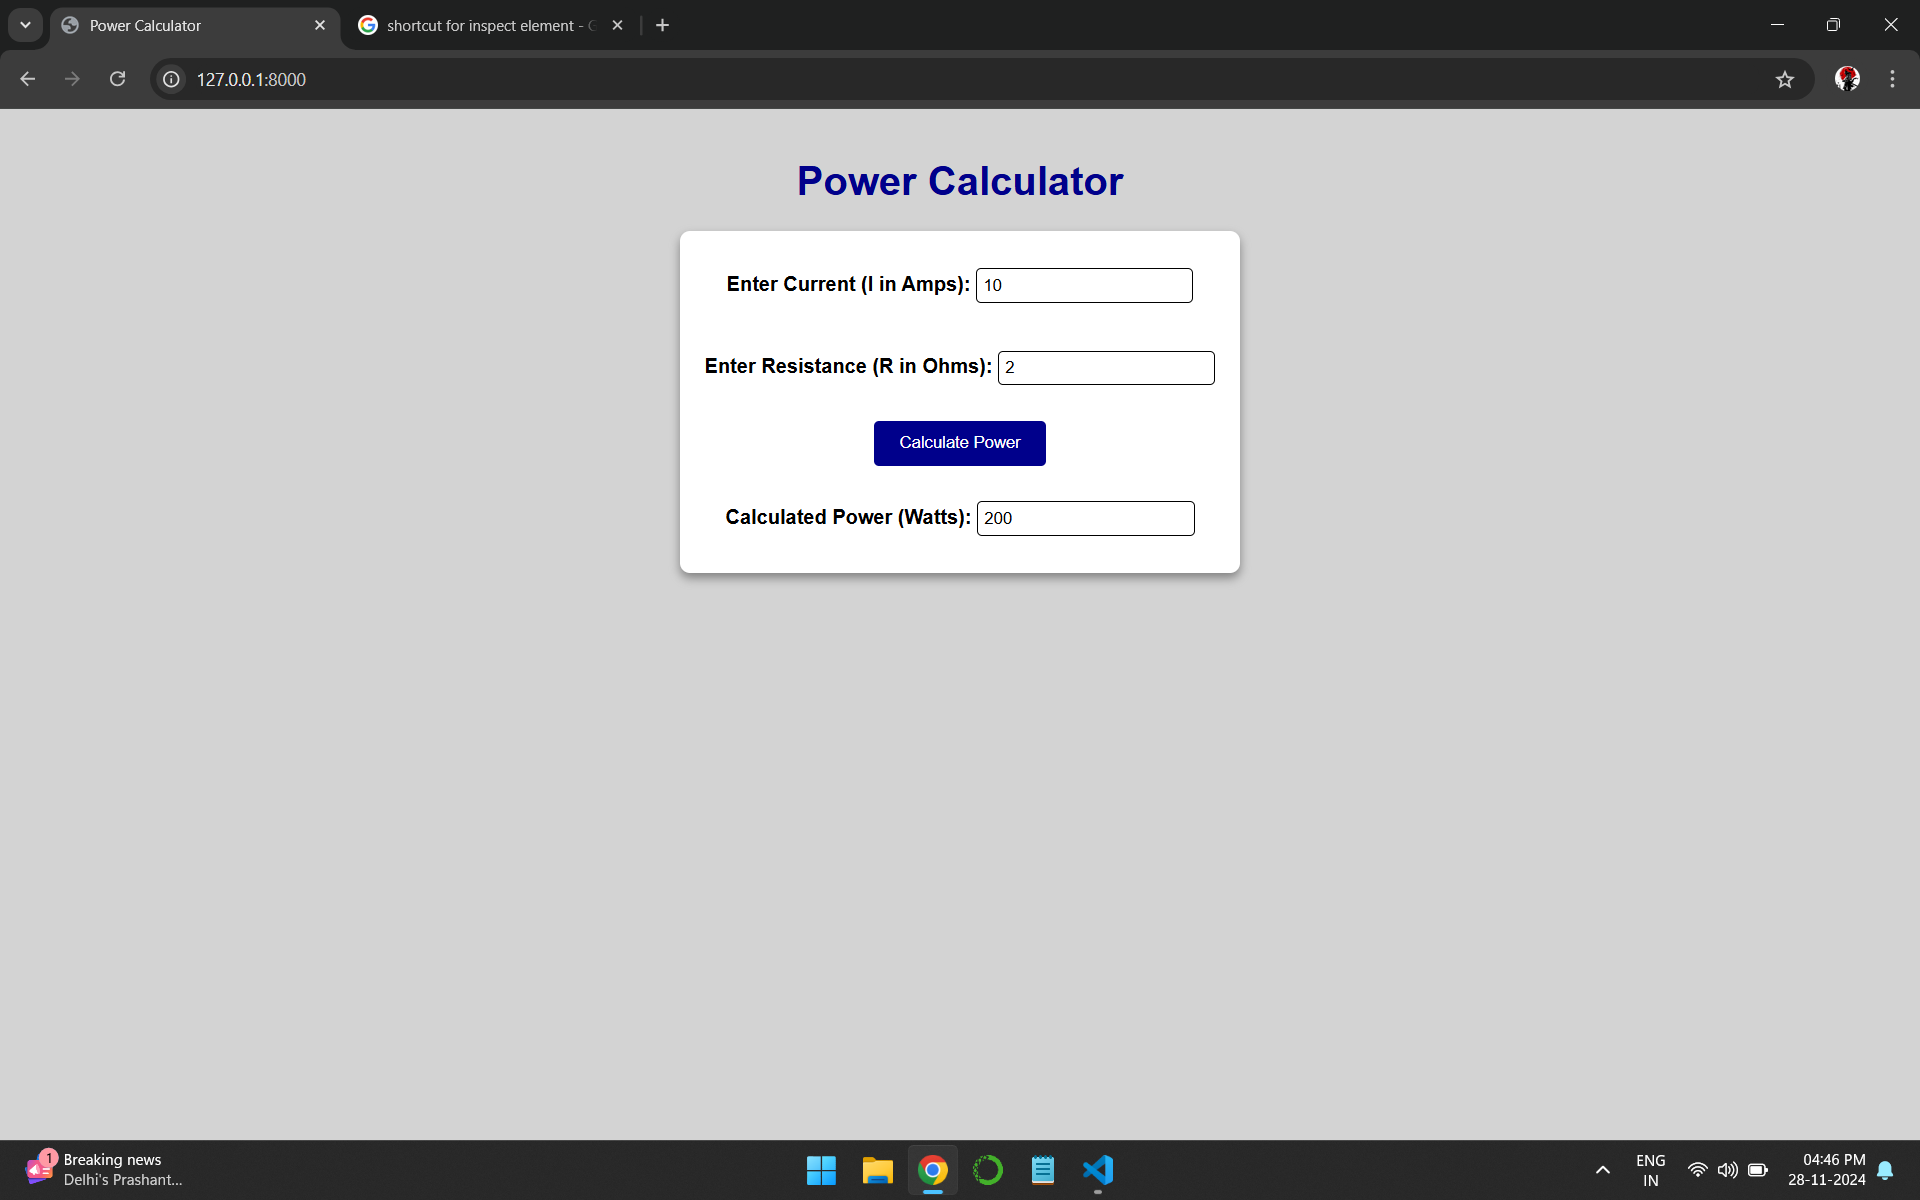 Power Calculator
shortcut for inspect element -
127.0.0.1:8000
Power Calculator
Enter Current (I in Amps): 10
Enter Resistance (R in Ohms): 2
Calculate Power
Calculated Power (Watts): 200
1
Breaking news
Delhi's Prashant...
ENG
IN
04:46 PM
28-11-2024